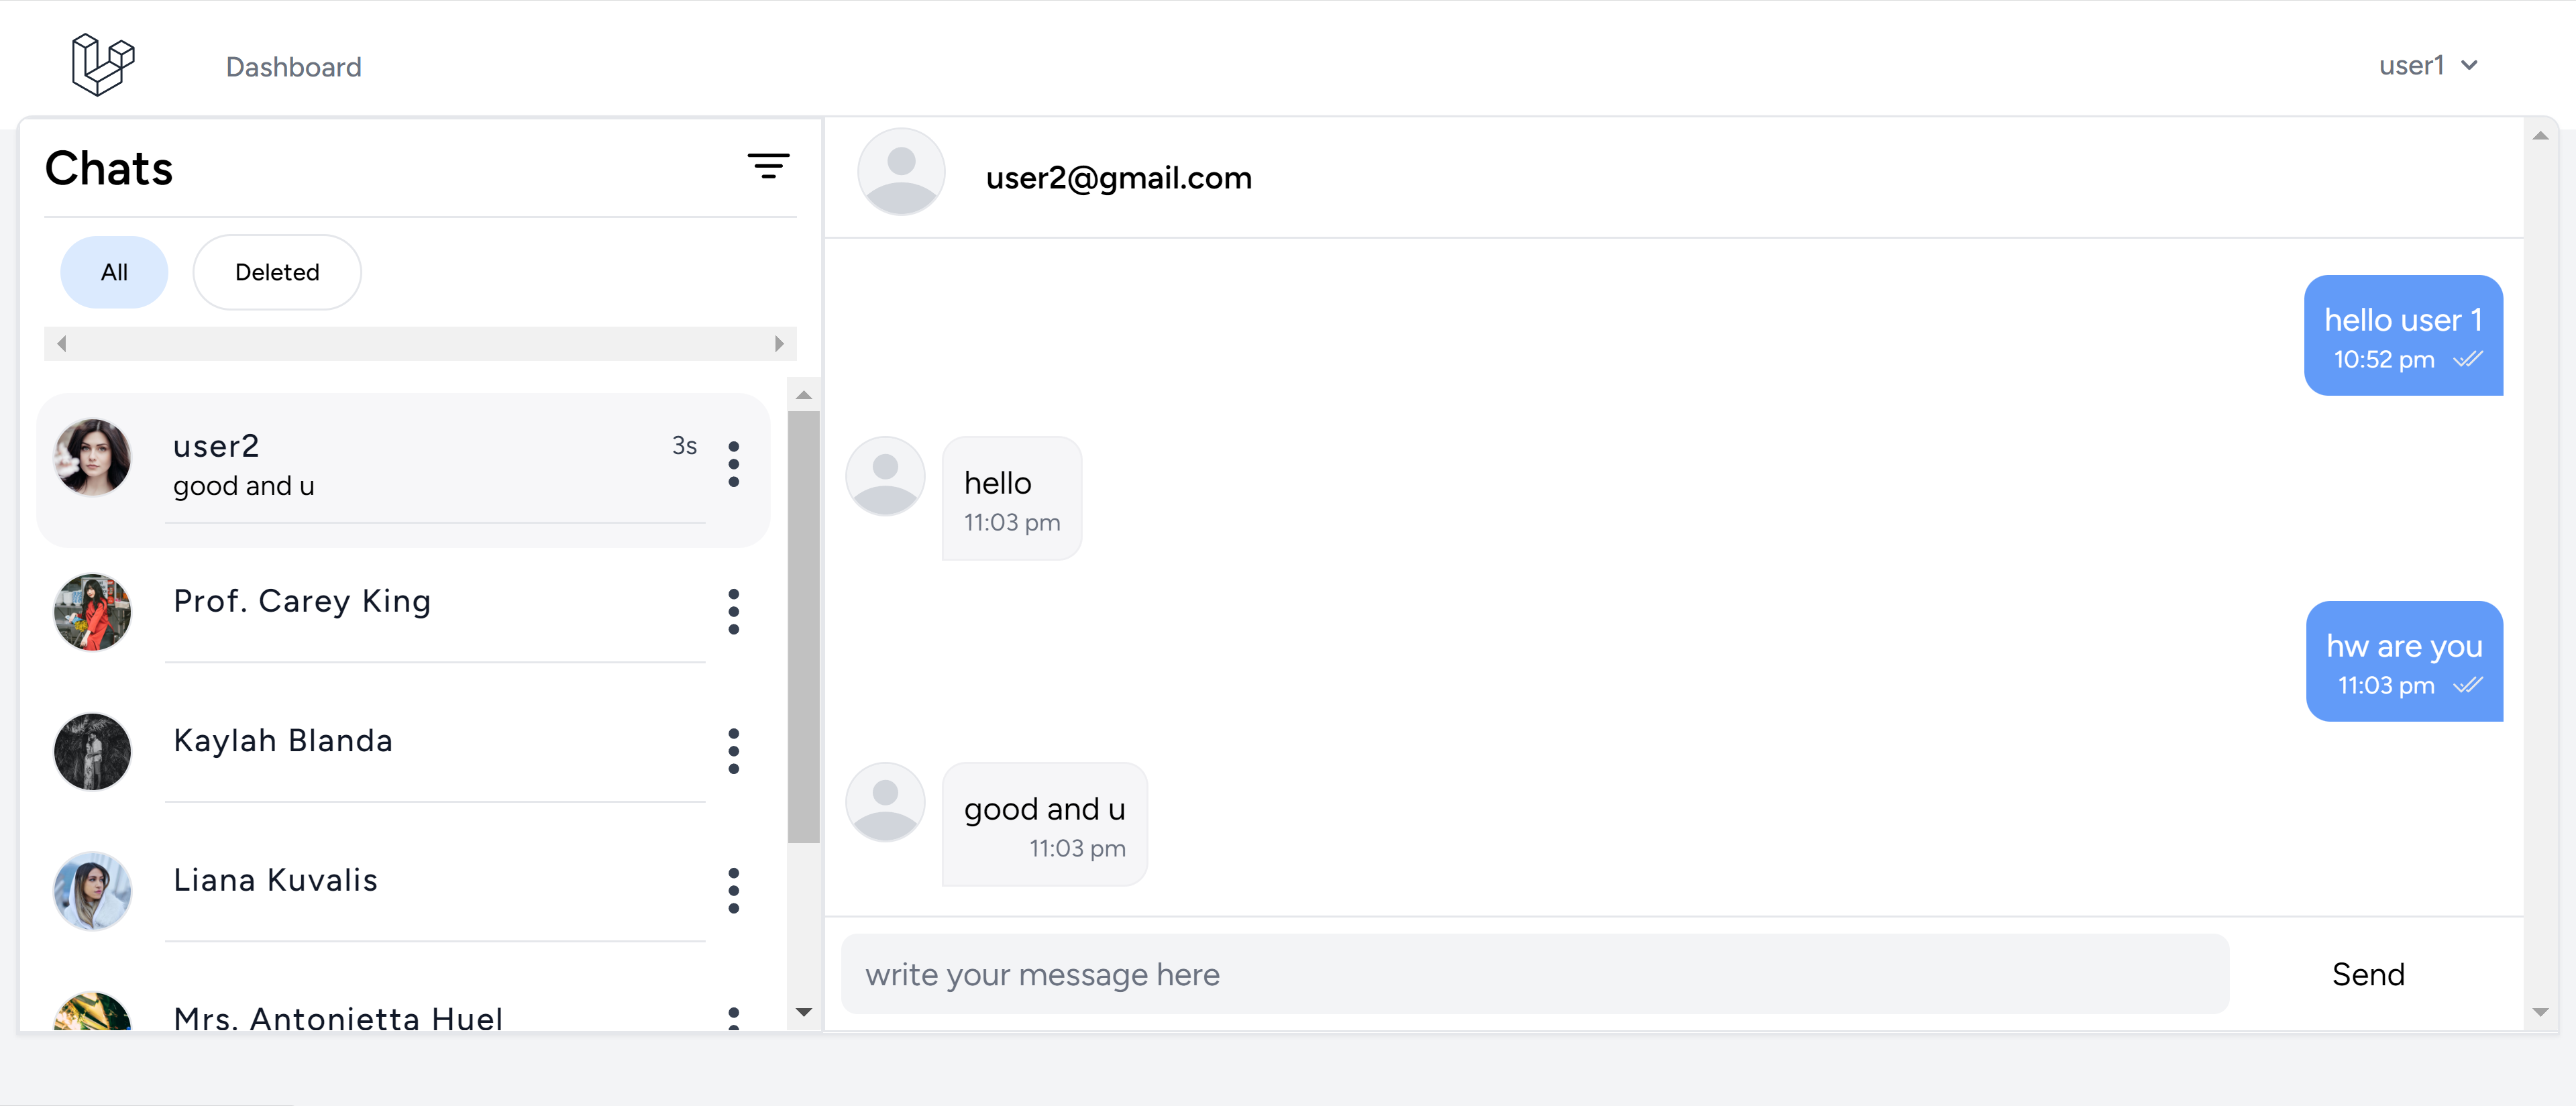 Dashboard
user1
Chats
All
Deleted
user2
3s
good and u
Prof. Carey King
Kaylah Blanda
Liana Kuvalis
Mrs. Antonietta Huel
user2@gmail.com
hello user 1
10:52 pm
hello
11:03 pm
hw are you
11:03 pm
good and u
11:03 pm
write your message here
Send